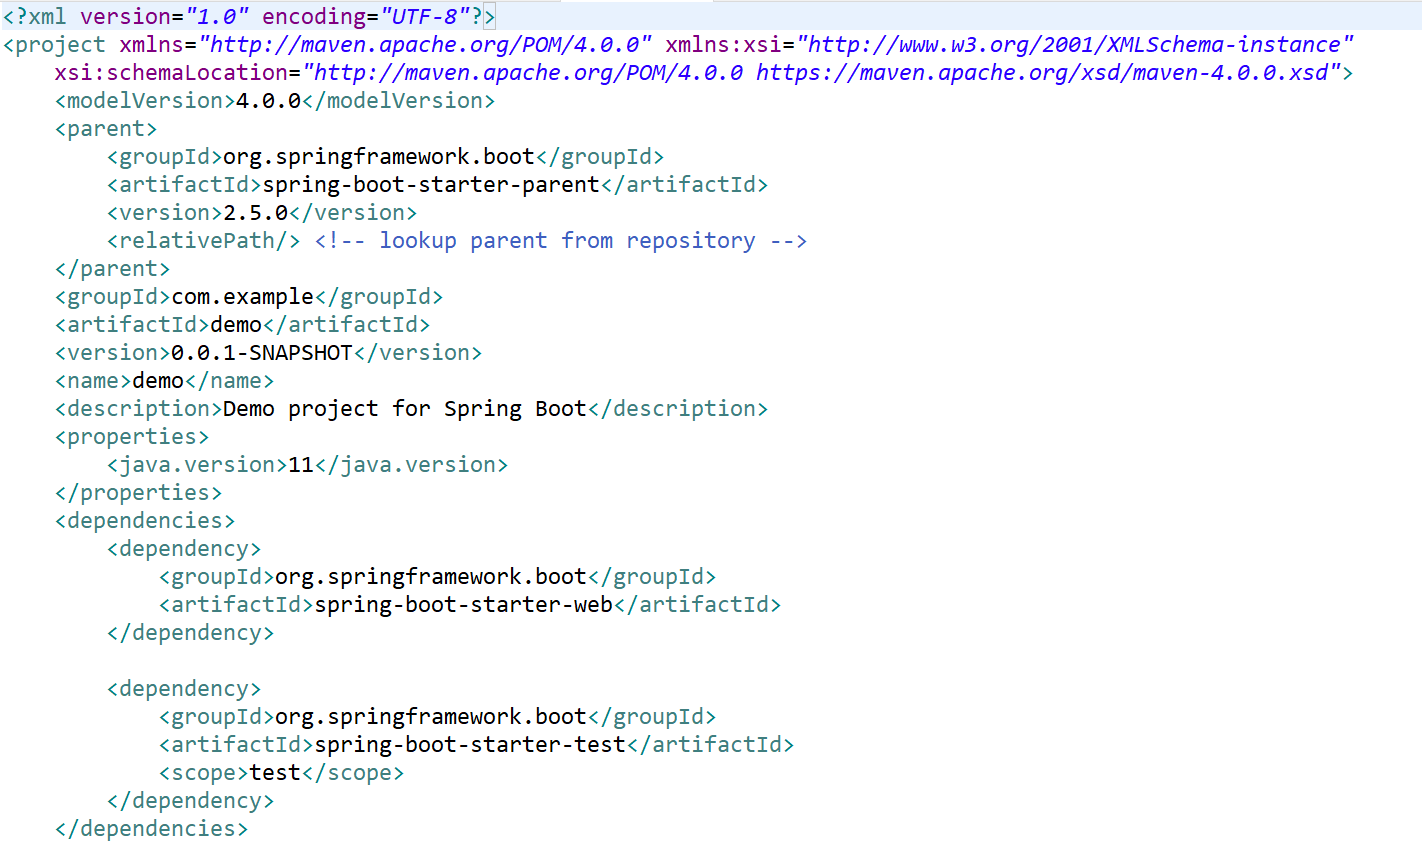 <?xml version="1.0" encoding="UTF-8"?>
<project xmlns="http://maven.apache.org/POM/4.0.0" xmlns:xsi="http://www.w3.org/2001/XMLSchema-instance"
    xsi:schemaLocation="http://maven.apache.org/POM/4.0.0 https://maven.apache.org/xsd/maven-4.0.0.xsd">
    <modelVersion>4.0.0</modelVersion>
    <parent>
        <groupId>org.springframework.boot</groupId>
        <artifactId>spring-boot-starter-parent</artifactId>
        <version>2.5.0</version>
        <relativePath/> <!-- lookup parent from repository -->
    </parent>
    <groupId>com.example</groupId>
    <artifactId>demo</artifactId>
    <version>0.0.1-SNAPSHOT</version>
    <name>demo</name>
    <description>Demo project for Spring Boot</description>
    <properties>
        <java.version>11</java.version>
    </properties>
    <dependencies>
        <dependency>
            <groupId>org.springframework.boot</groupId>
            <artifactId>spring-boot-starter-web</artifactId>
        </dependency>

        <dependency>
            <groupId>org.springframework.boot</groupId>
            <artifactId>spring-boot-starter-test</artifactId>
            <scope>test</scope>
        </dependency>
    </dependencies>